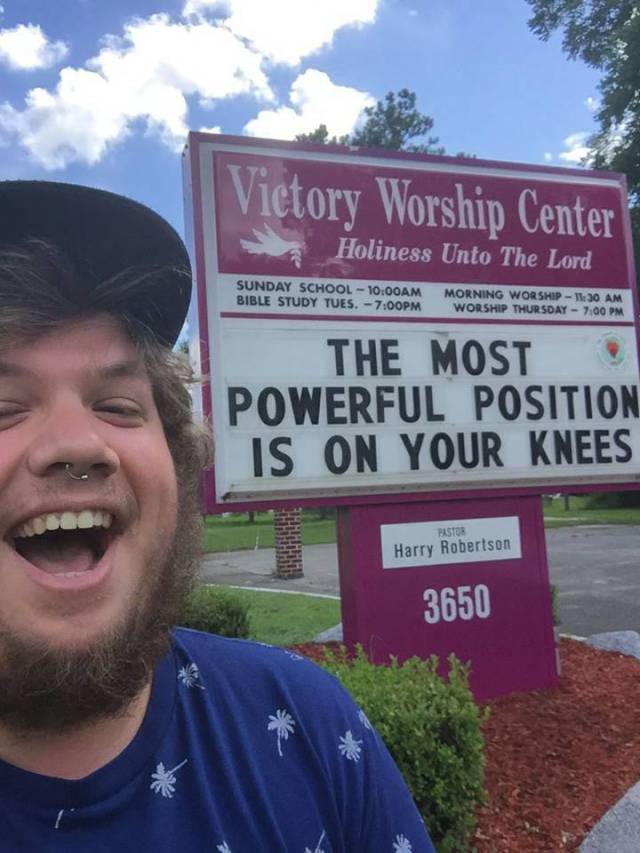 Victory Worship Center
Holiness Unto The Lord
SUNDAY SCHOOL – 10:00AM MORNING WORSHIP – 11:30 AM
BIBLE STUDY TUES. – 7:00PM WORSHIP THURSDAY – 7:00 PM
THE MOST
POWERFUL POSITION
IS ON YOUR KNEES
PASTOR
Harry Robertson
3650